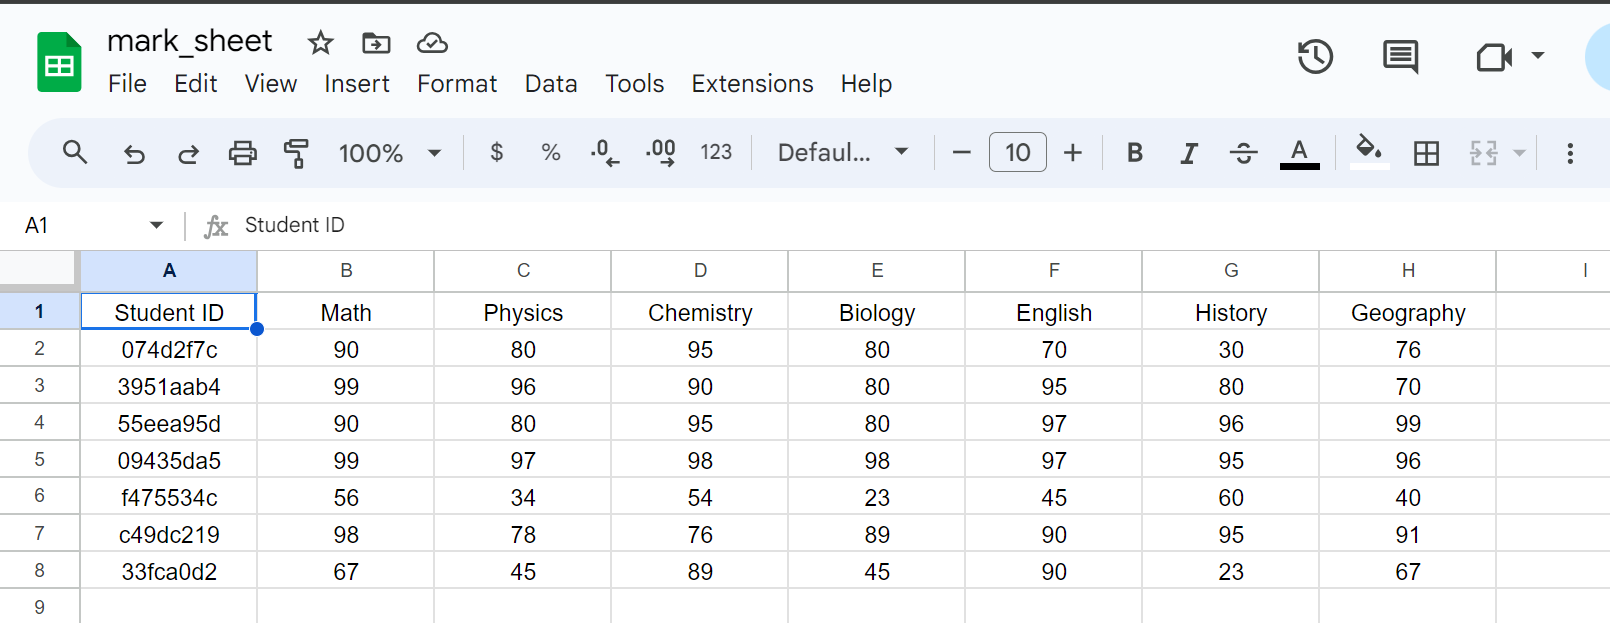 mark_sheet
File Edit View Insert Format Data Tools Extensions Help
100% $ % .0 .00 123 Defaul... 10 B I S A
A1 fx Student ID
A B C D E F G H I
1 Student ID Math Physics Chemistry Biology English History Geography
2 074d2f7c 90 80 95 80 70 30 76
3 3951aab4 99 96 90 80 95 80 70
4 55eea95d 90 80 95 80 97 96 99
5 09435da5 99 97 98 98 97 95 96
6 f475534c 56 34 54 23 45 60 40
7 c49dc219 98 78 76 89 90 95 91
8 33fca0d2 67 45 89 45 90 23 67
9